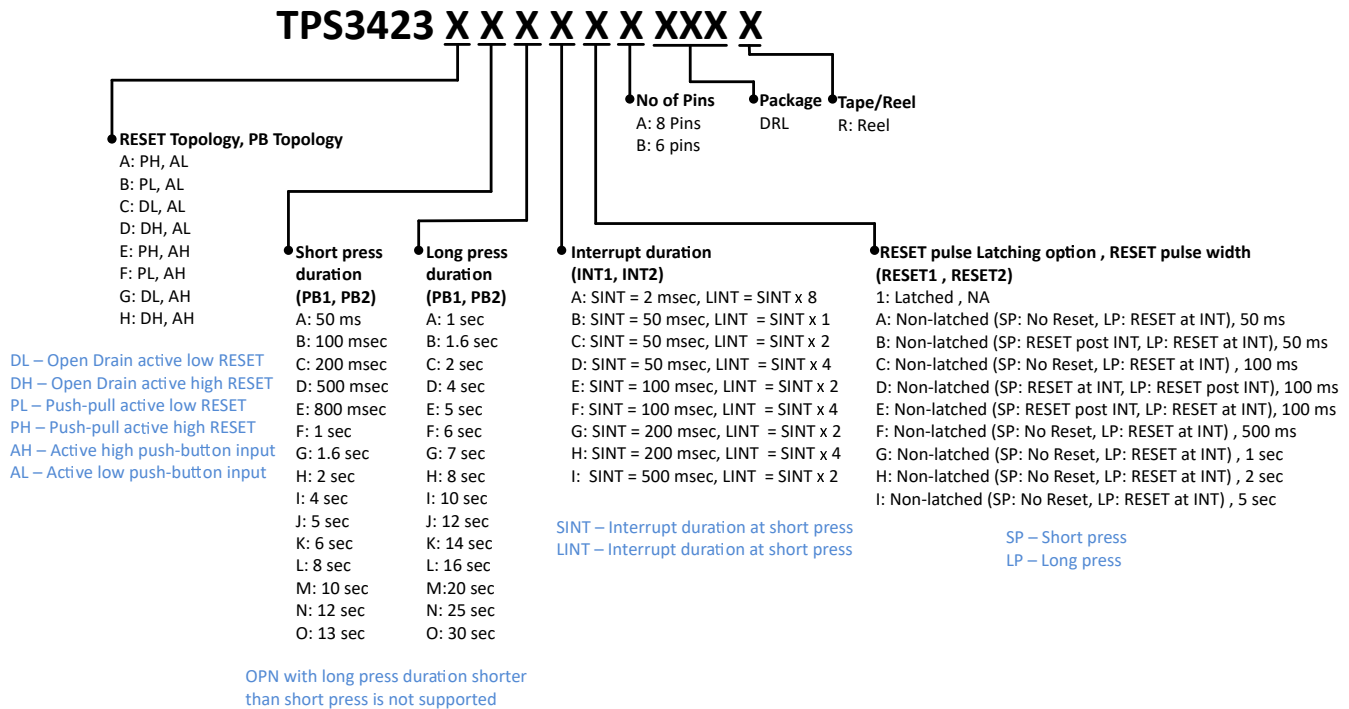 TPS3423 X X X X X X XXX X
No of Pins
A: 8 Pins
B: 6 pins
Package
DRL
Tape/Reel
R: Reel
RESET Topology, PB Topology
A: PH, AL
B: PL, AL
C: DL, AL
D: DH, AL
E: PH, AH
F: PL, AH
G: DL, AH
H: DH, AH
DL – Open Drain active low RESET
DH – Open Drain active high RESET
PL – Push-pull active low RESET
PH – Push-pull active high RESET
AH – Active high push-button input
AL – Active low push-button input
Short press
duration
(PB1, PB2)
A: 50 ms
B: 100 msec
C: 200 msec
D: 500 msec
E: 800 msec
F: 1 sec
G: 1.6 sec
H: 2 sec
I: 4 sec
J: 5 sec
K: 6 sec
L: 8 sec
M: 10 sec
N: 12 sec
O: 13 sec
Long press
duration
(PB1, PB2)
A: 1 sec
B: 1.6 sec
C: 2 sec
D: 4 sec
E: 5 sec
F: 6 sec
G: 7 sec
H: 8 sec
I: 10 sec
J: 12 sec
K: 14 sec
L: 16 sec
M:20 sec
N: 25 sec
O: 30 sec
OPN with long press duration shorter
than short press is not supported
Interrupt duration
(INT1, INT2)
A: SINT = 2 msec, LINT = SINT x 8
B: SINT = 50 msec, LINT = SINT x 1
C: SINT = 50 msec, LINT = SINT x 2
D: SINT = 50 msec, LINT = SINT x 4
E: SINT = 100 msec, LINT = SINT x 2
F: SINT = 100 msec, LINT = SINT x 4
G: SINT = 200 msec, LINT = SINT x 2
H: SINT = 200 msec, LINT = SINT x 4
I: SINT = 500 msec, LINT = SINT x 2
SINT – Interrupt duration at short press
LINT – Interrupt duration at short press
RESET pulse Latching option , RESET pulse width
(RESET1 , RESET2)
1: Latched , NA
A: Non-latched (SP: No Reset, LP: RESET at INT), 50 ms
B: Non-latched (SP: RESET post INT, LP: RESET at INT), 50 ms
C: Non-latched (SP: No Reset, LP: RESET at INT) , 100 ms
D: Non-latched (SP: RESET at INT, LP: RESET post INT), 100 ms
E: Non-latched (SP: RESET post INT, LP: RESET at INT), 100 ms
F: Non-latched (SP: No Reset, LP: RESET at INT) , 500 ms
G: Non-latched (SP: No Reset, LP: RESET at INT) , 1 sec
H: Non-latched (SP: No Reset, LP: RESET at INT) , 2 sec
I: Non-latched (SP: No Reset, LP: RESET at INT) , 5 sec
SP – Short press
LP – Long press